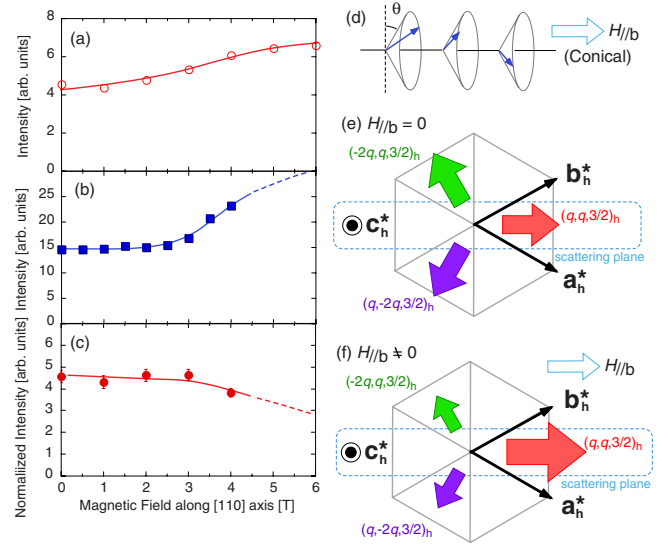 (a)
Intensity [arb. units]
8
6
4
2
0
(b)
Intensity [arb. units]
25
20
15
10
5
0
(c)
Normaliized Intensity [arb. units]
6
5
4
3
2
1
0
0 1 2 3 4 5 6
Magnetic Field along [110] axis [T]
(d)
θ
H//b
(Conical)
(e) H//b = 0
(-2q,q,3/2)h
b*h
c*h
(q,q,3/2)h
scattering plane
a*h
(q,-2q,3/2)h
(f) H//b ≠ 0
H//b
(-2q,q,3/2)h
b*h
c*h
(q,q,3/2)h
scattering plane
a*h
(q,-2q,3/2)h